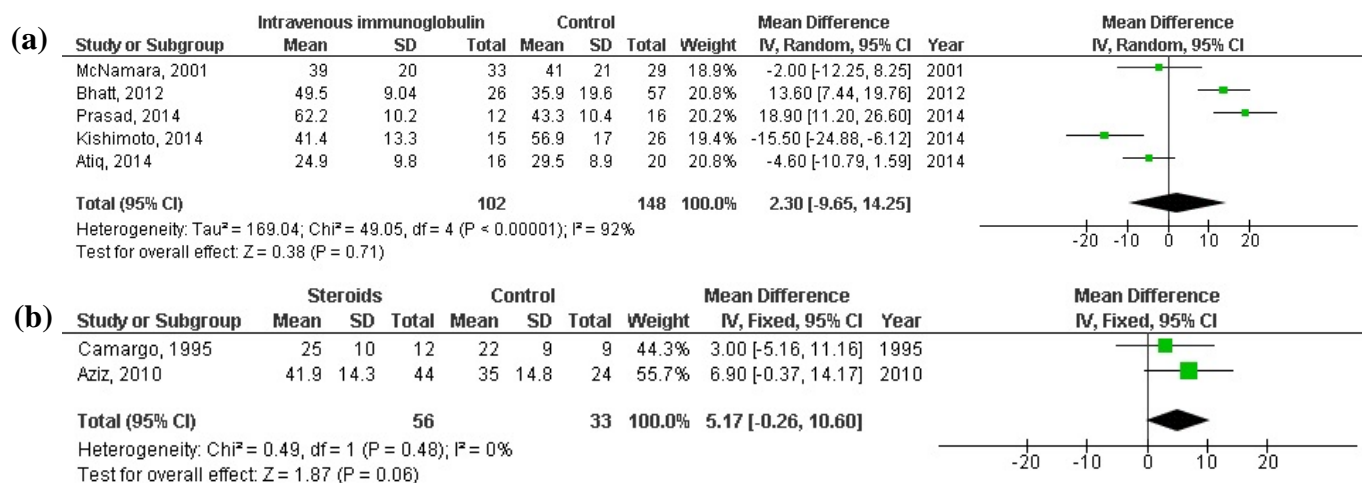 (a)
Intravenous immunoglobulin Control Mean Difference Mean Difference
Study or Subgroup Mean SD Total Mean SD Total Weight IV, Random, 95% CI Year IV, Random, 95% CI
McNamara, 2001 39 20 33 41 21 29 18.9% -2.00 [-12.25, 8.25] 2001
Bhatt, 2012 49.5 9.04 26 35.9 19.6 57 20.8% 13.60 [7.44, 19.76] 2012
Prasad, 2014 62.2 10.2 12 43.3 10.4 16 20.2% 18.90 [11.20, 26.60] 2014
Kishimoto, 2014 41.4 13.3 15 56.9 17 26 19.4% -15.50 [-24.88, -6.12] 2014
Atiq, 2014 24.9 9.8 16 29.5 8.9 20 20.8% -4.60 [-10.79, 1.59] 2014
Total (95% CI) 102 148 100.0% 2.30 [-9.65, 14.25]
Heterogeneity: Tau² = 169.04; Chi² = 49.05, df = 4 (P < 0.00001); I² = 92%
Test for overall effect: Z = 0.38 (P = 0.71)
-20 -10 0 10 20
(b)
Steroids Control Mean Difference Mean Difference
Study or Subgroup Mean SD Total Mean SD Total Weight IV, Fixed, 95% CI Year IV, Fixed, 95% CI
Camargo, 1995 25 10 12 22 9 9 44.3% 3.00 [-5.16, 11.16] 1995
Aziz, 2010 41.9 14.3 44 35 14.8 24 55.7% 6.90 [-0.37, 14.17] 2010
Total (95% CI) 56 33 100.0% 5.17 [-0.26, 10.60]
Heterogeneity: Chi² = 0.49, df = 1 (P = 0.48); I² = 0%
Test for overall effect: Z = 1.87 (P = 0.06)
-20 -10 0 10 20